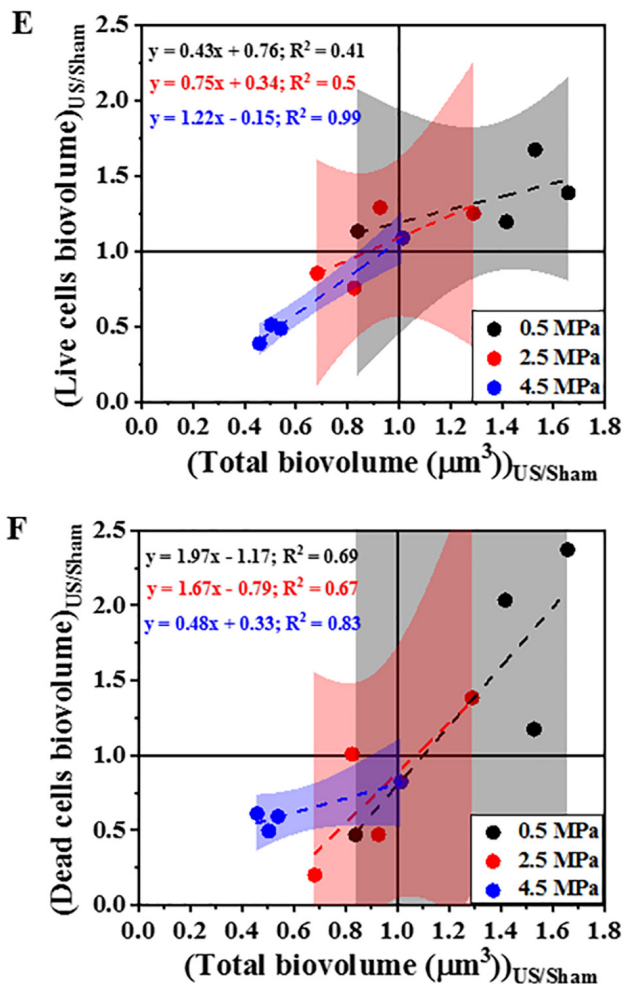 E
(Live cells biovolume)US/Sham
y = 0.43x + 0.76; R² = 0.41
y = 0.75x + 0.34; R² = 0.5
y = 1.22x - 0.15; R² = 0.99
2.5
2.0
1.5
1.0
0.5
0.0
0.5 MPa
2.5 MPa
4.5 MPa
0.0 0.2 0.4 0.6 0.8 1.0 1.2 1.4 1.6 1.8
(Total biovolume (μm³))US/Sham
F
(Dead cells biovolume)US/Sham
y = 1.97x - 1.17; R² = 0.69
y = 1.67x - 0.79; R² = 0.67
y = 0.48x + 0.33; R² = 0.83
2.5
2.0
1.5
1.0
0.5
0.0
0.5 MPa
2.5 MPa
4.5 MPa
0.0 0.2 0.4 0.6 0.8 1.0 1.2 1.4 1.6 1.8
(Total biovolume (μm³))US/Sham